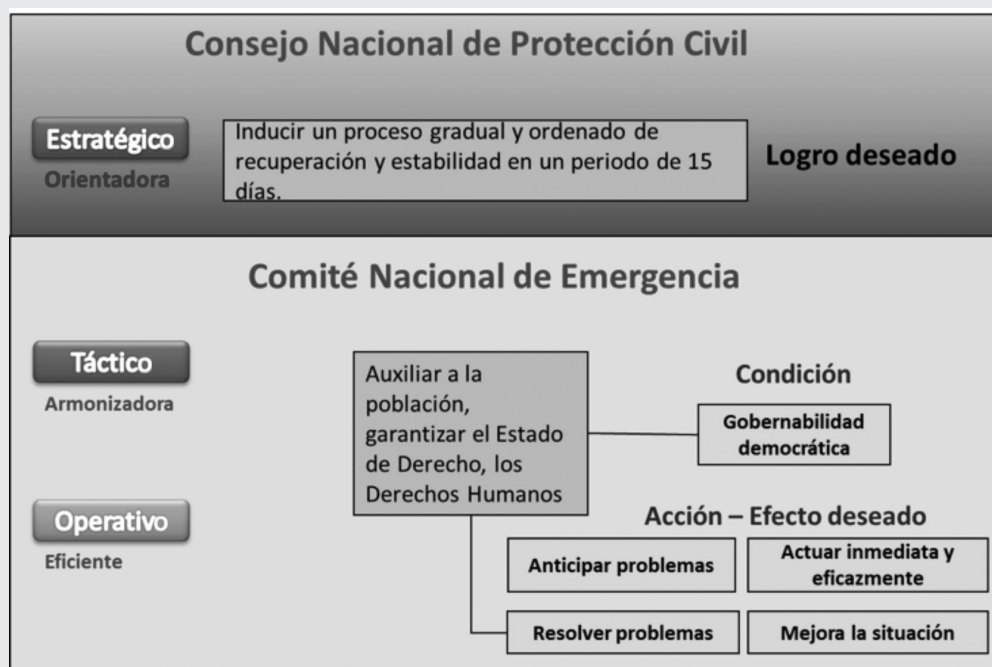 Consejo Nacional de Protección Civil
Estratégico
Orientadora
Inducir un proceso gradual y ordenado de
recuperación y estabilidad en un periodo de 15
días.
Logro deseado
Comité Nacional de Emergencia
Táctico
Armonizadora
Auxiliar a la
población,
garantizar el Estado
de Derecho, los
Derechos Humanos
Condición
Gobernabilidad
democrática
Operativo
Eficiente
Acción – Efecto deseado
Anticipar problemas
Actuar inmediata y
eficazmente
Resolver problemas
Mejora la situación